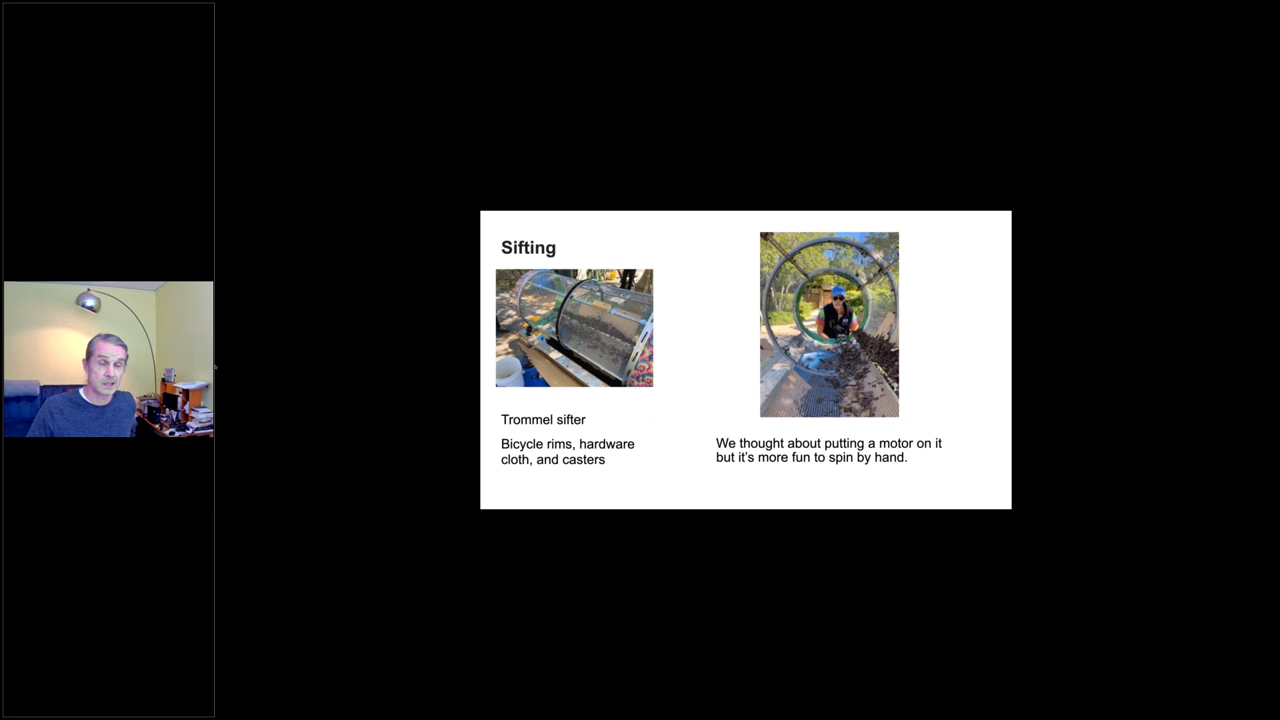 Sifting
Trommel sifter
Bicycle rims, hardware
cloth, and casters
We thought about putting a motor on it
but it’s more fun to spin by hand.